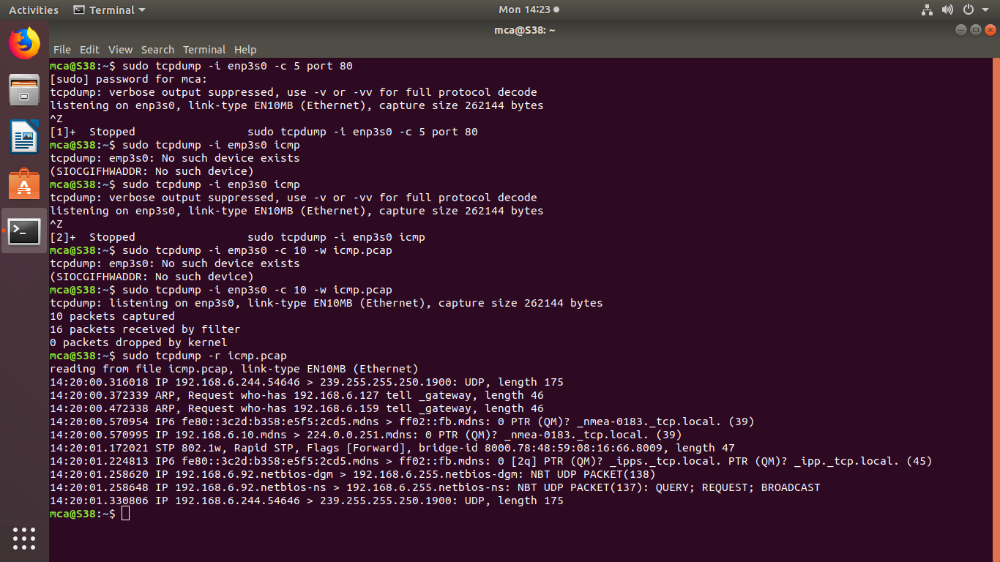 Activities Terminal Mon 14:23
mca@S38: ~
File Edit View Search Terminal Help
mca@S38:~$ sudo tcpdump -i enp3s0 -c 5 port 80
[sudo] password for mca:
tcpdump: verbose output suppressed, use -v or -vv for full protocol decode
listening on enp3s0, link-type EN10MB (Ethernet), capture size 262144 bytes
^Z
[1]+  Stopped                 sudo tcpdump -i enp3s0 -c 5 port 80
mca@S38:~$ sudo tcpdump -i emp3s0 icmp
tcpdump: emp3s0: No such device exists
(SIOCGIFHWADDR: No such device)
mca@S38:~$ sudo tcpdump -i enp3s0 icmp
tcpdump: verbose output suppressed, use -v or -vv for full protocol decode
listening on enp3s0, link-type EN10MB (Ethernet), capture size 262144 bytes
^Z
[2]+  Stopped                 sudo tcpdump -i enp3s0 icmp
mca@S38:~$ sudo tcpdump -i emp3s0 -c 10 -w icmp.pcap
tcpdump: emp3s0: No such device exists
(SIOCGIFHWADDR: No such device)
mca@S38:~$ sudo tcpdump -i enp3s0 -c 10 -w icmp.pcap
tcpdump: listening on enp3s0, link-type EN10MB (Ethernet), capture size 262144 bytes
10 packets captured
16 packets received by filter
0 packets dropped by kernel
mca@S38:~$ sudo tcpdump -r icmp.pcap
reading from file icmp.pcap, link-type EN10MB (Ethernet)
14:20:00.316018 IP 192.168.6.244.54646 > 239.255.255.250.1900: UDP, length 175
14:20:00.372339 ARP, Request who-has 192.168.6.127 tell _gateway, length 46
14:20:00.472338 ARP, Request who-has 192.168.6.159 tell _gateway, length 46
14:20:00.570954 IP6 fe80::3c2d:b358:e5f5:2cd5.mdns > ff02::fb.mdns: 0 PTR (QM)? _nmea-0183._tcp.local. (39)
14:20:00.570995 IP 192.168.6.10.mdns > 224.0.0.251.mdns: 0 PTR (QM)? _nmea-0183._tcp.local. (39)
14:20:01.172021 STP 802.1w, Rapid STP, Flags [Forward], bridge-id 8000.78:48:59:08:16:66.8009, length 47
14:20:01.224813 IP6 fe80::3c2d:b358:e5f5:2cd5.mdns > ff02::fb.mdns: 0 [2q] PTR (QM)? _ipps._tcp.local. PTR (QM)? _ipp._tcp.local. (45)
14:20:01.258620 IP 192.168.6.92.netbios-dgm > 192.168.6.255.netbios-dgm: NBT UDP PACKET(138)
14:20:01.258648 IP 192.168.6.92.netbios-ns > 192.168.6.255.netbios-ns: NBT UDP PACKET(137): QUERY; REQUEST; BROADCAST
14:20:01.330806 IP 192.168.6.244.54646 > 239.255.255.250.1900: UDP, length 175
mca@S38:~$